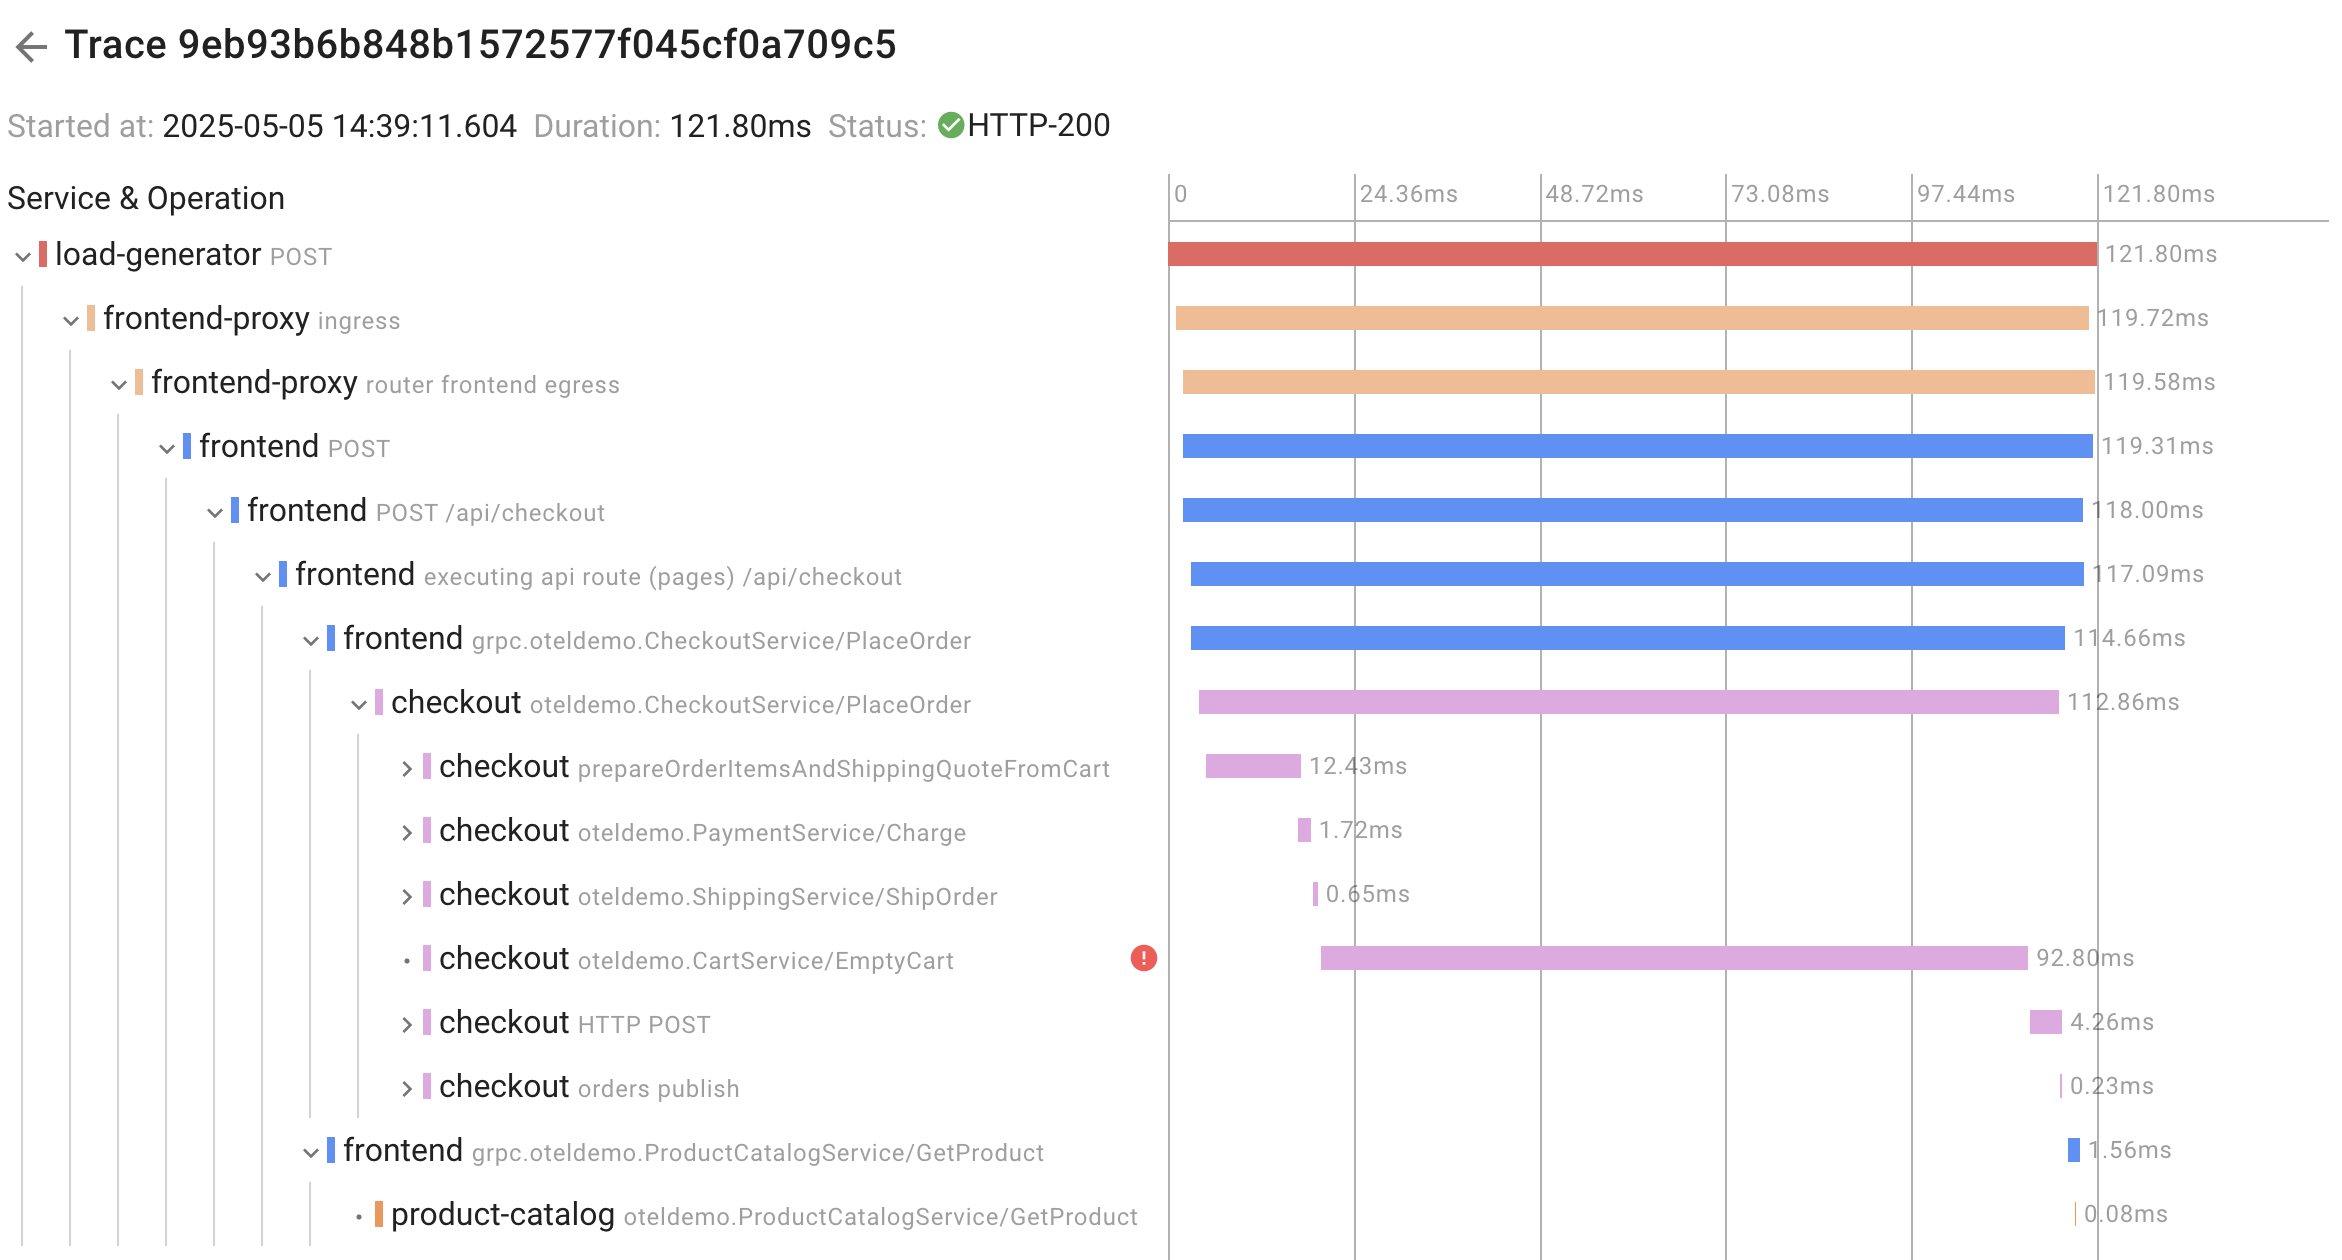 Trace 9eb93b6b848b1572577f045cf0a709c5
Started at: 2025-05-05 14:39:11.604 Duration: 121.80ms Status: HTTP-200
Service & Operation 0 24.36ms 48.72ms 73.08ms 97.44ms 121.80ms
load-generator POST 121.80ms
frontend-proxy ingress 119.72ms
frontend-proxy router frontend egress 119.58ms
frontend POST 119.31ms
frontend POST /api/checkout 118.00ms
frontend executing api route (pages) /api/checkout 117.09ms
frontend grpc.oteldemo.CheckoutService/PlaceOrder 114.66ms
checkout oteldemo.CheckoutService/PlaceOrder 112.86ms
checkout prepareOrderItemsAndShippingQuoteFromCart 12.43ms
checkout oteldemo.PaymentService/Charge 1.72ms
checkout oteldemo.ShippingService/ShipOrder 0.65ms
checkout oteldemo.CartService/EmptyCart 92.80ms
checkout HTTP POST 4.26ms
checkout orders publish 0.23ms
frontend grpc.oteldemo.ProductCatalogService/GetProduct 1.56ms
product-catalog oteldemo.ProductCatalogService/GetProduct 0.08ms